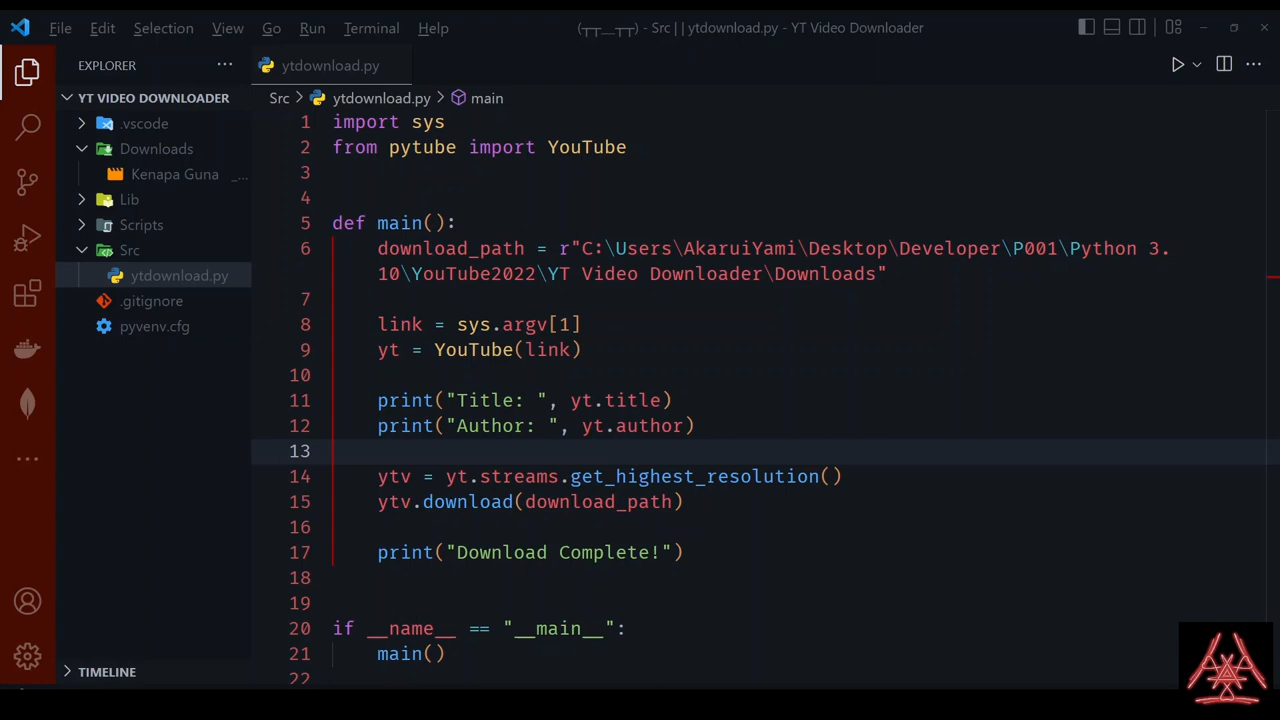 File Edit Selection View Go Run Terminal Help (┬┬﹏┬┬) - Src | | ytdownload.py - YT Video Downloader
EXPLORER ...
ytdownload.py
YT VIDEO DOWNLOADER
.vscode
Downloads
Kenapa Guna _...
Lib
Scripts
Src
ytdownload.py
.gitignore
pyvenv.cfg
TIMELINE
Src > ytdownload.py > main
1 import sys
2 from pytube import YouTube
3
4
5 def main():
6 download_path = r"C:\Users\AkaruiYami\Desktop\Developer\P001\Python 3.
10\YouTube2022\YT Video Downloader\Downloads"
7
8 link = sys.argv[1]
9 yt = YouTube(link)
10
11 print("Title: ", yt.title)
12 print("Author: ", yt.author)
13
14 ytv = yt.streams.get_highest_resolution()
15 ytv.download(download_path)
16
17 print("Download Complete!")
18
19
20 if __name__ == "__main__":
21 main()
22